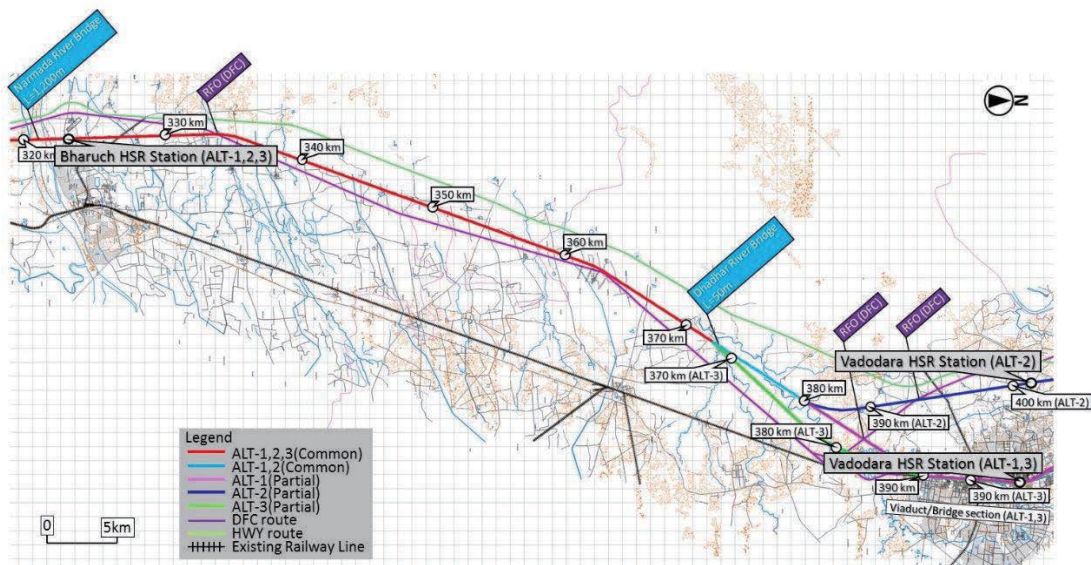 Narmada River Bridge
L=1,200m
RFO (DFC)
N
320 km
330 km
Bharuch HSR Station (ALT-1,2,3)
340 km
350 km
360 km
Dhadhar River Bridge
L=50m
370 km
370 km (ALT-3)
RFO (DFC)
RFO (DFC)
Vadodara HSR Station (ALT-2)
380 km
390 km (ALT-2)
400 km (ALT-2)
380 km (ALT-3)
Vadodara HSR Station (ALT-1,3)
390 km
390 km (ALT-3)
Viaduct/Bridge section (ALT-1,3)
Legend
ALT-1,2,3(Common)
ALT-1,2(Common)
ALT-1(Partial)
ALT-2(Partial)
ALT-3(Partial)
DFC route
HWY route
Existing Railway Line
0 5km